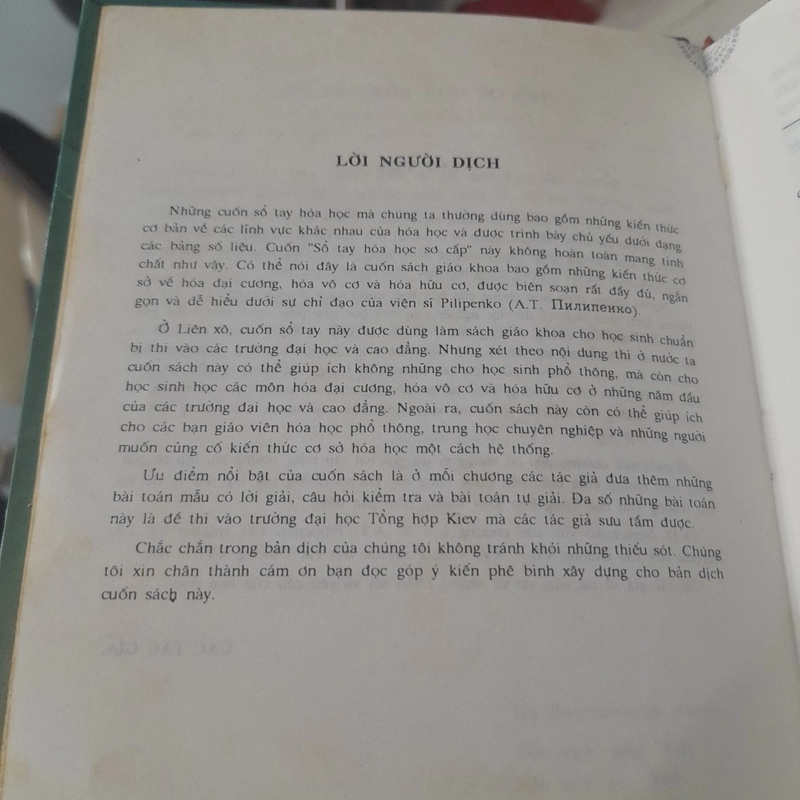 LỜI NGƯỜI DỊCH
Những cuốn sổ tay hóa học mà chúng ta thường dùng bao gồm những kiến thức
cơ bản về các lĩnh vực khác nhau của hóa học và được trình bày chủ yếu dưới dạng
các bảng số liệu. Cuốn "Sổ tay hóa học sơ cấp" này không hoàn toàn mang tính
chất như vậy. Có thể nói đây là cuốn sách giáo khoa bao gồm những kiến thức cơ
sở về hóa đại cương, hóa vô cơ và hóa hữu cơ, được biên soạn rất đầy đủ, ngắn
gọn và dễ hiểu dưới sự chỉ đạo của viện sĩ Pilipenko (А.Т. Пилипенко).
Ở Liên xô, cuốn sổ tay này được dùng làm sách giáo khoa cho học sinh chuẩn
bị thi vào các trường đại học và cao đẳng. Nhưng xét theo nội dung thì ở nước ta
cuốn sách này có thể giúp ích không những cho học sinh phổ thông, mà còn cho
học sinh học các môn hóa đại cương, hóa vô cơ và hóa hữu cơ ở những năm đầu
của các trường đại học và cao đẳng. Ngoài ra, cuốn sách này còn có thể giúp ích
cho các bạn giáo viên hóa học phổ thông, trung học chuyên nghiệp và những người
muốn củng cố kiến thức cơ sở hóa học một cách hệ thống.
Ưu điểm nổi bật của cuốn sách là ở mỗi chương các tác giả đưa thêm những
bài toán mẫu có lời giải, câu hỏi kiểm tra và bài toán tự giải. Đa số những bài toán
này là đề thi vào trường đại học Tổng hợp Kiev mà các tác giả sưu tầm được.
Chắc chắn trong bản dịch của chúng tôi không tránh khỏi những thiếu sót. Chúng
tôi xin chân thành cám ơn bạn đọc góp ý kiến phê bình xây dựng cho bản dịch
cuốn sách này.